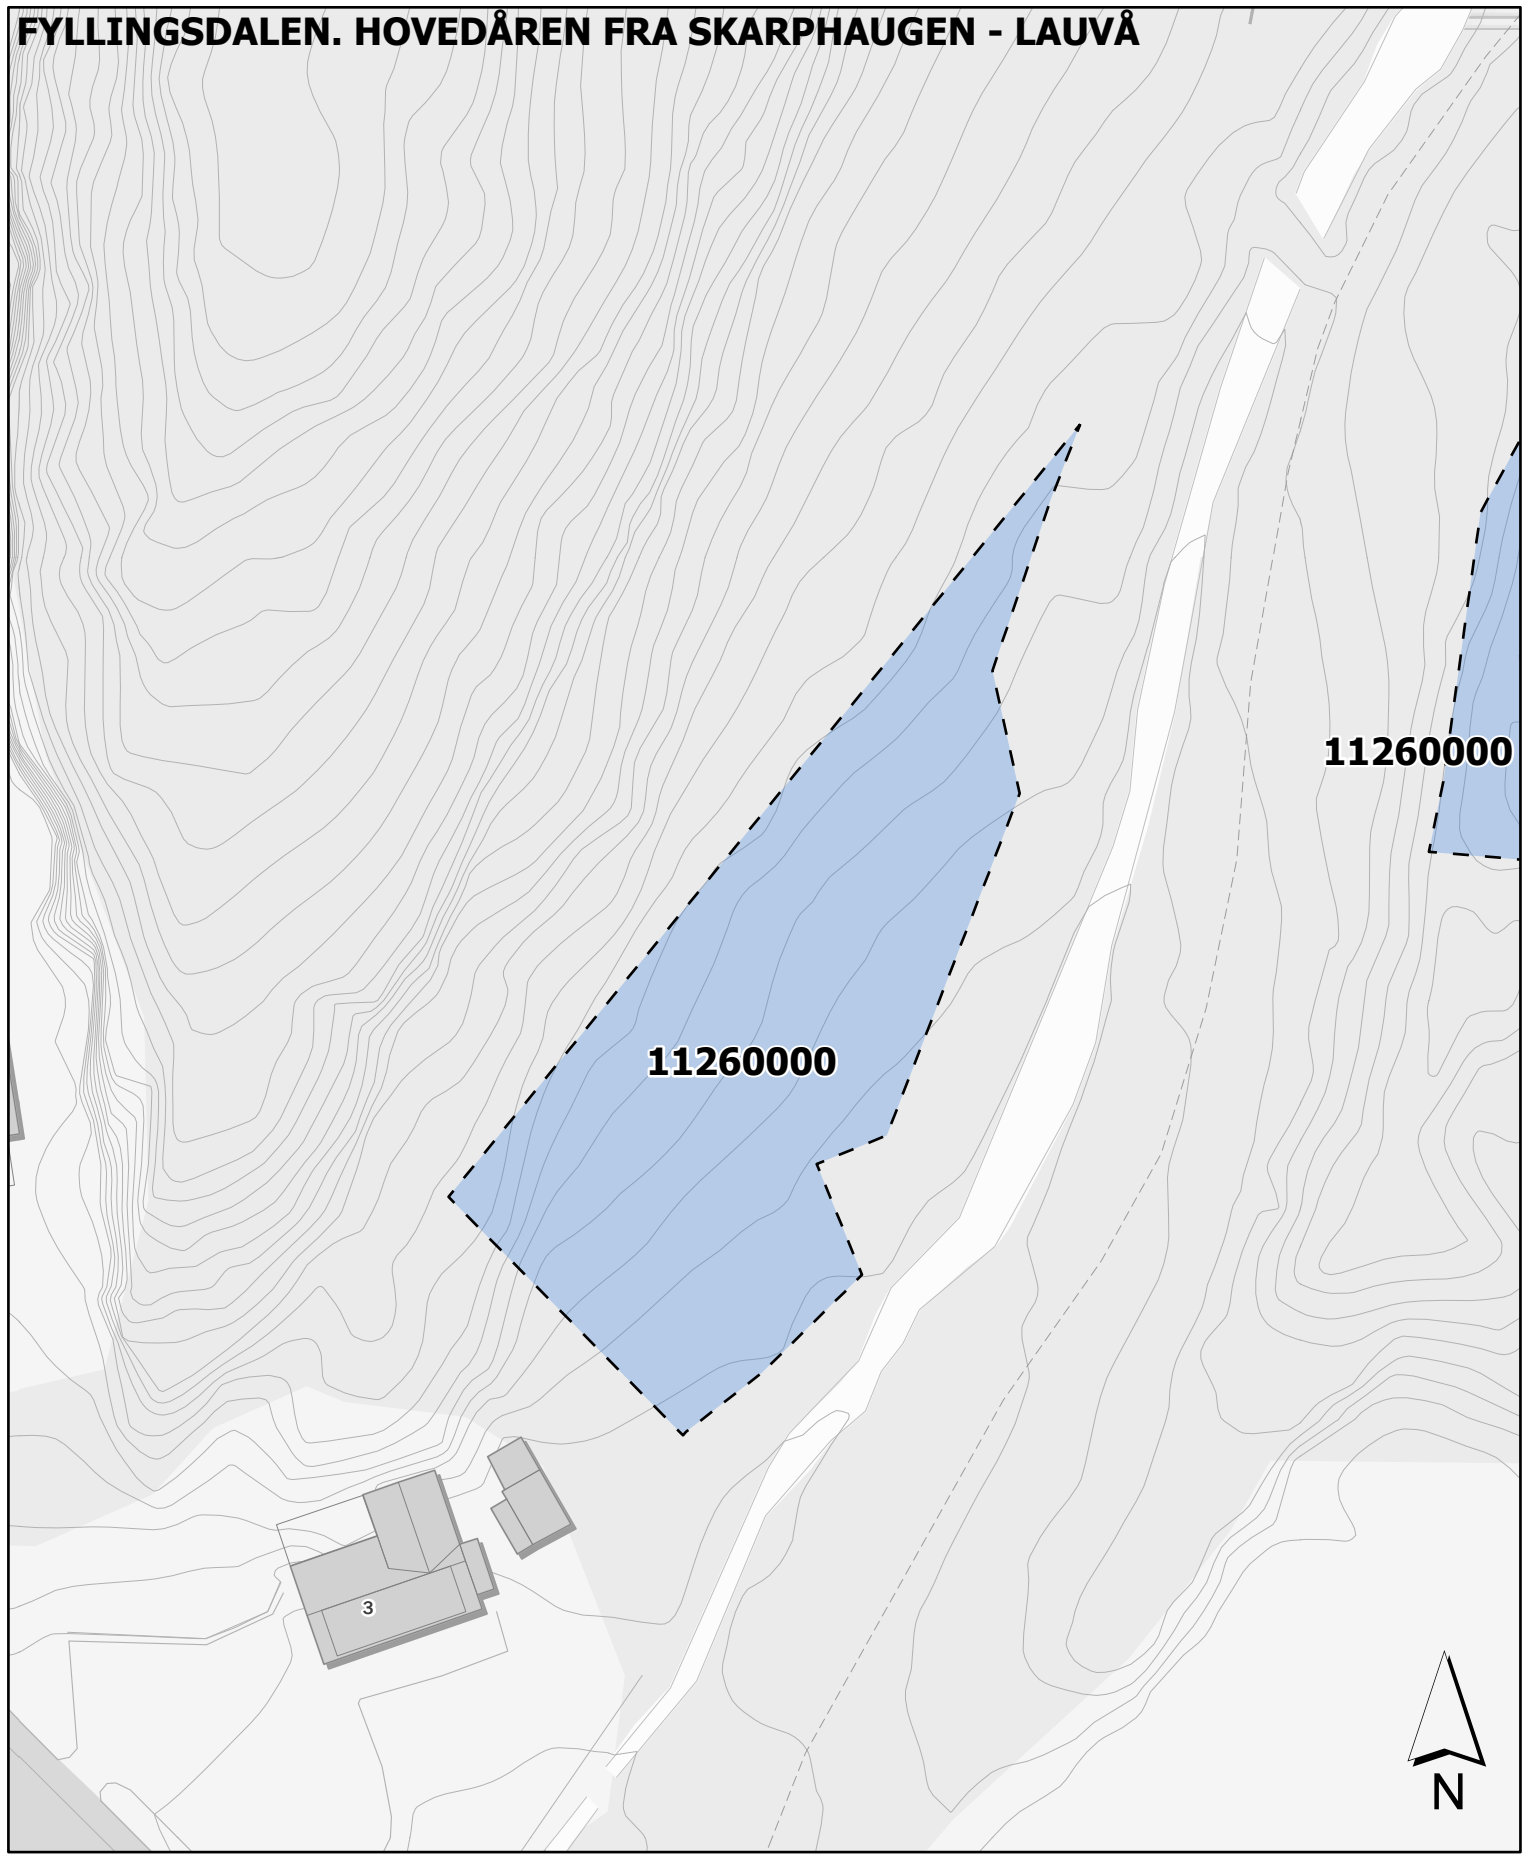 FYLLINGSDALEN. HOVEDÅREN FRA SKARPHAUGEN - LAUVÅ
11260000
11260000
3
N